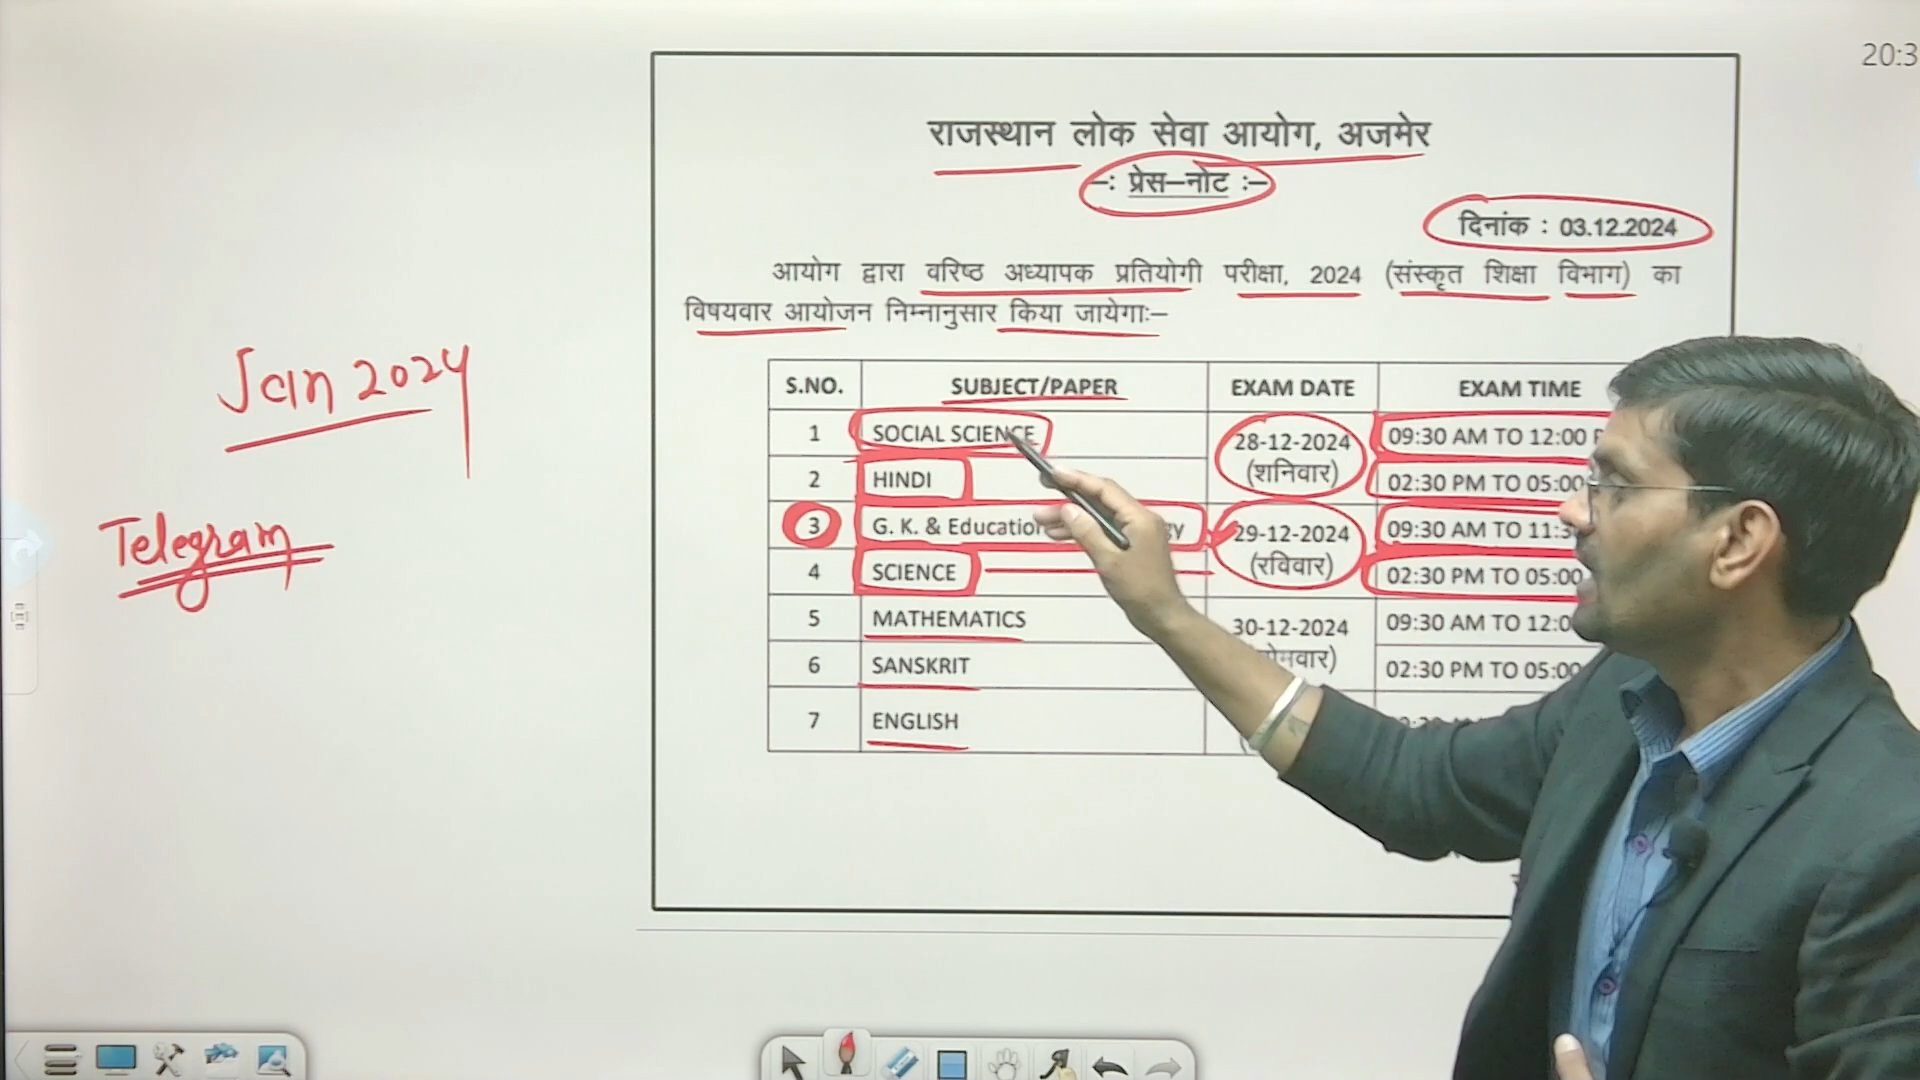 20:3
राजस्थान लोक सेवा आयोग, अजमेर
–: प्रेस–नोट :–
दिनांक : 03.12.2024
आयोग द्वारा वरिष्ठ अध्यापक प्रतियोगी परीक्षा, 2024 (संस्कृत शिक्षा विभाग) का
विषयवार आयोजन निम्नानुसार किया जायेगाः–
S.NO. SUBJECT/PAPER EXAM DATE EXAM TIME
1 SOCIAL SCIENCE 28-12-2024 (शनिवार) 09:30 AM TO 12:00
2 HINDI 02:30 PM TO 05:00
3 G. K. & Education 29-12-2024 (रविवार) 09:30 AM TO
4 SCIENCE 02:30 PM TO 05:00
5 MATHEMATICS 30-12-2024 09:30 AM TO
6 SANSKRIT 02:30 PM TO 05:00
7 ENGLISH
Jan 2024
Telegram